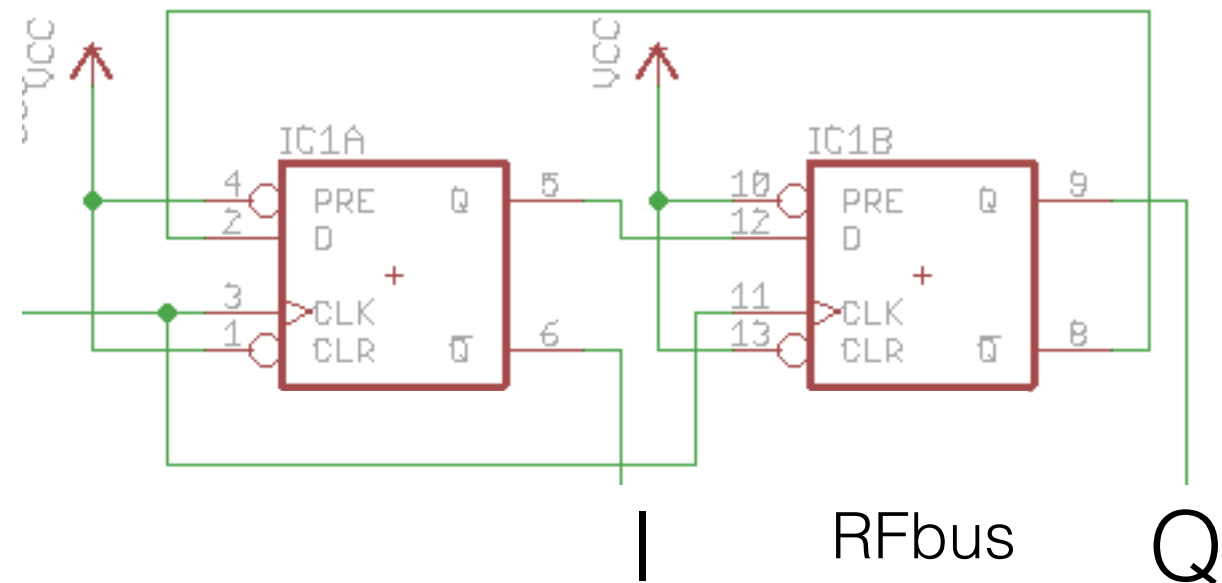 VCC
VCC
IC1A
IC1B
4 PRE Q 5
2 D
3 CLK
1 CLR Q̅ 6
10 PRE Q 9
12 D
11 CLK
13 CLR Q̅ 8
I RFbus Q